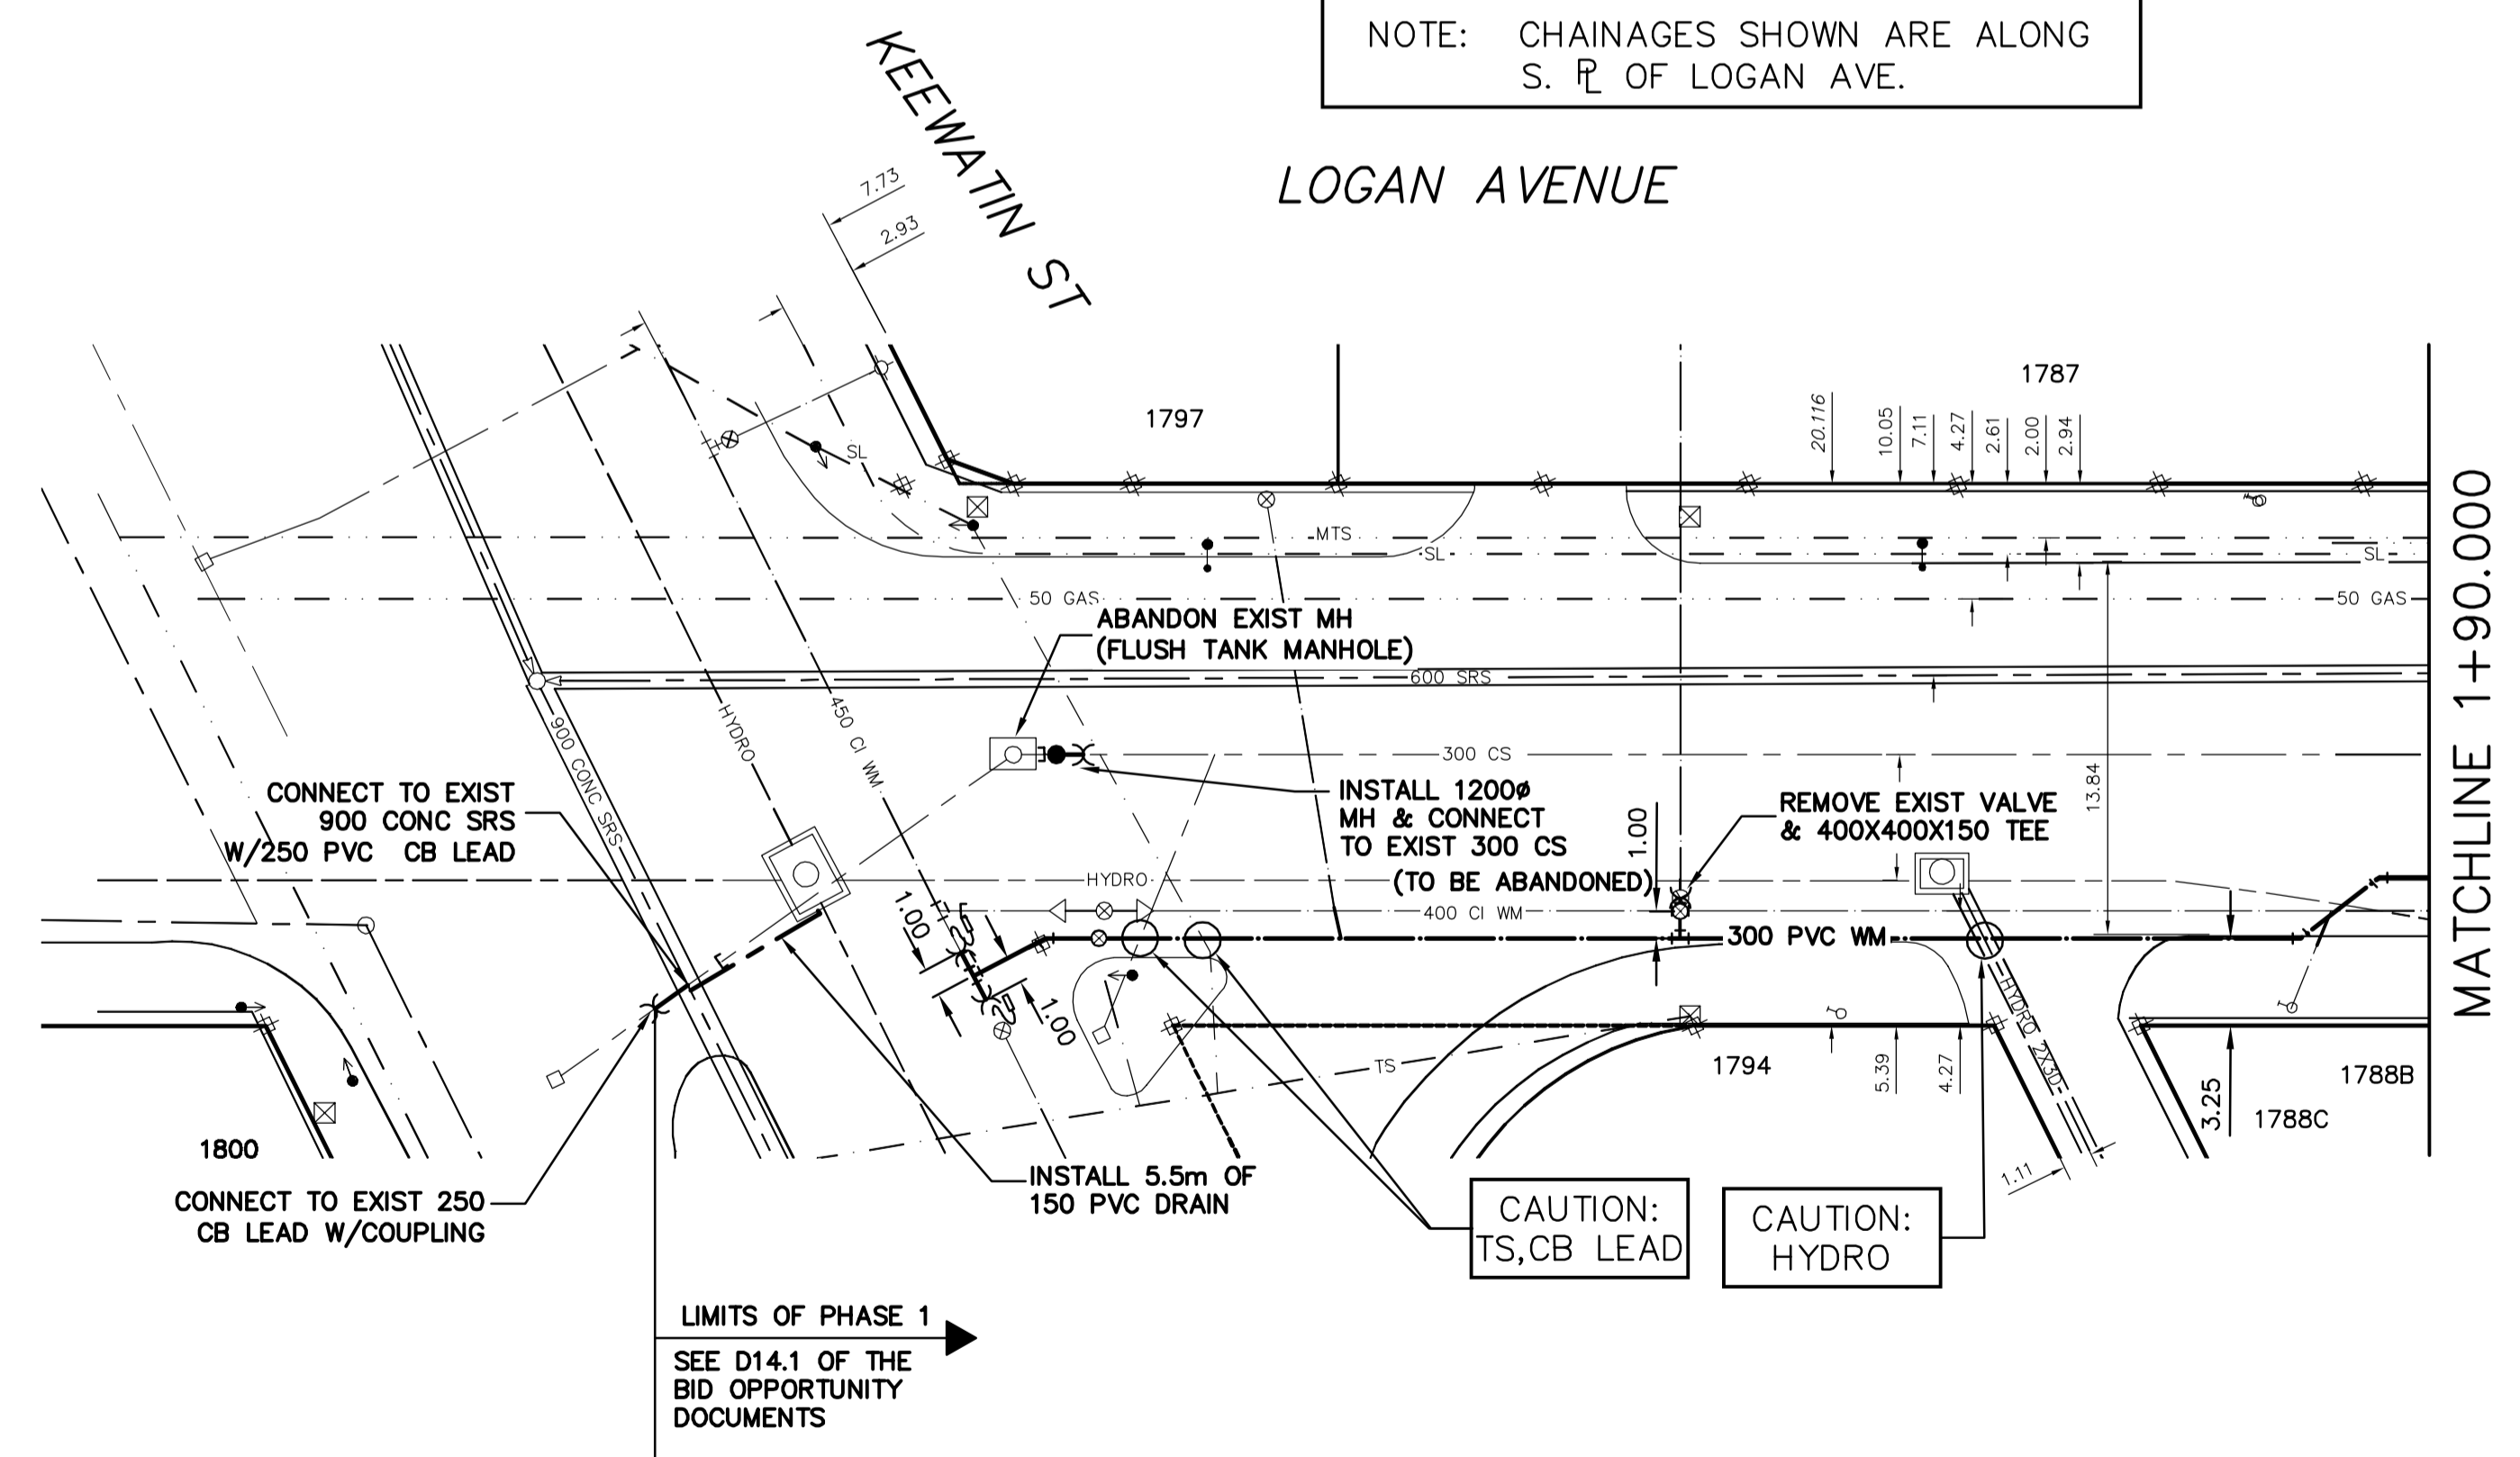 NOTE: CHAINAGES SHOWN ARE ALONG
S. ⅊ OF LOGAN AVE.
KEEWATIN ST
LOGAN AVENUE
7.73
2.93
1797
1787
20.116
10.05
7.11
4.27
2.61
2.00
2.94
SL
MTS
SL
SL
50 GAS
50 GAS
ABANDON EXIST MH
(FLUSH TANK MANHOLE)
600 SRS
HYDRO
450 CI WM
900 CONC SRS
300 CS
CONNECT TO EXIST
900 CONC SRS
W/250 PVC CB LEAD
INSTALL 1200ø
MH & CONNECT
TO EXIST 300 CS
1.00
REMOVE EXIST VALVE
& 400X400X150 TEE
13.84
MATCHLINE 1+90.000
HYDRO
(TO BE ABANDONED)
400 CI WM
1.00
300 PVC WM
1.00
HYDRO 2X3D
TS
1794
5.39
4.27
1788B
3.25
1788C
1.11
1800
CONNECT TO EXIST 250
CB LEAD W/COUPLING
INSTALL 5.5m OF
150 PVC DRAIN
CAUTION:
TS,CB LEAD
CAUTION:
HYDRO
LIMITS OF PHASE 1
SEE D14.1 OF THE
BID OPPORTUNITY
DOCUMENTS